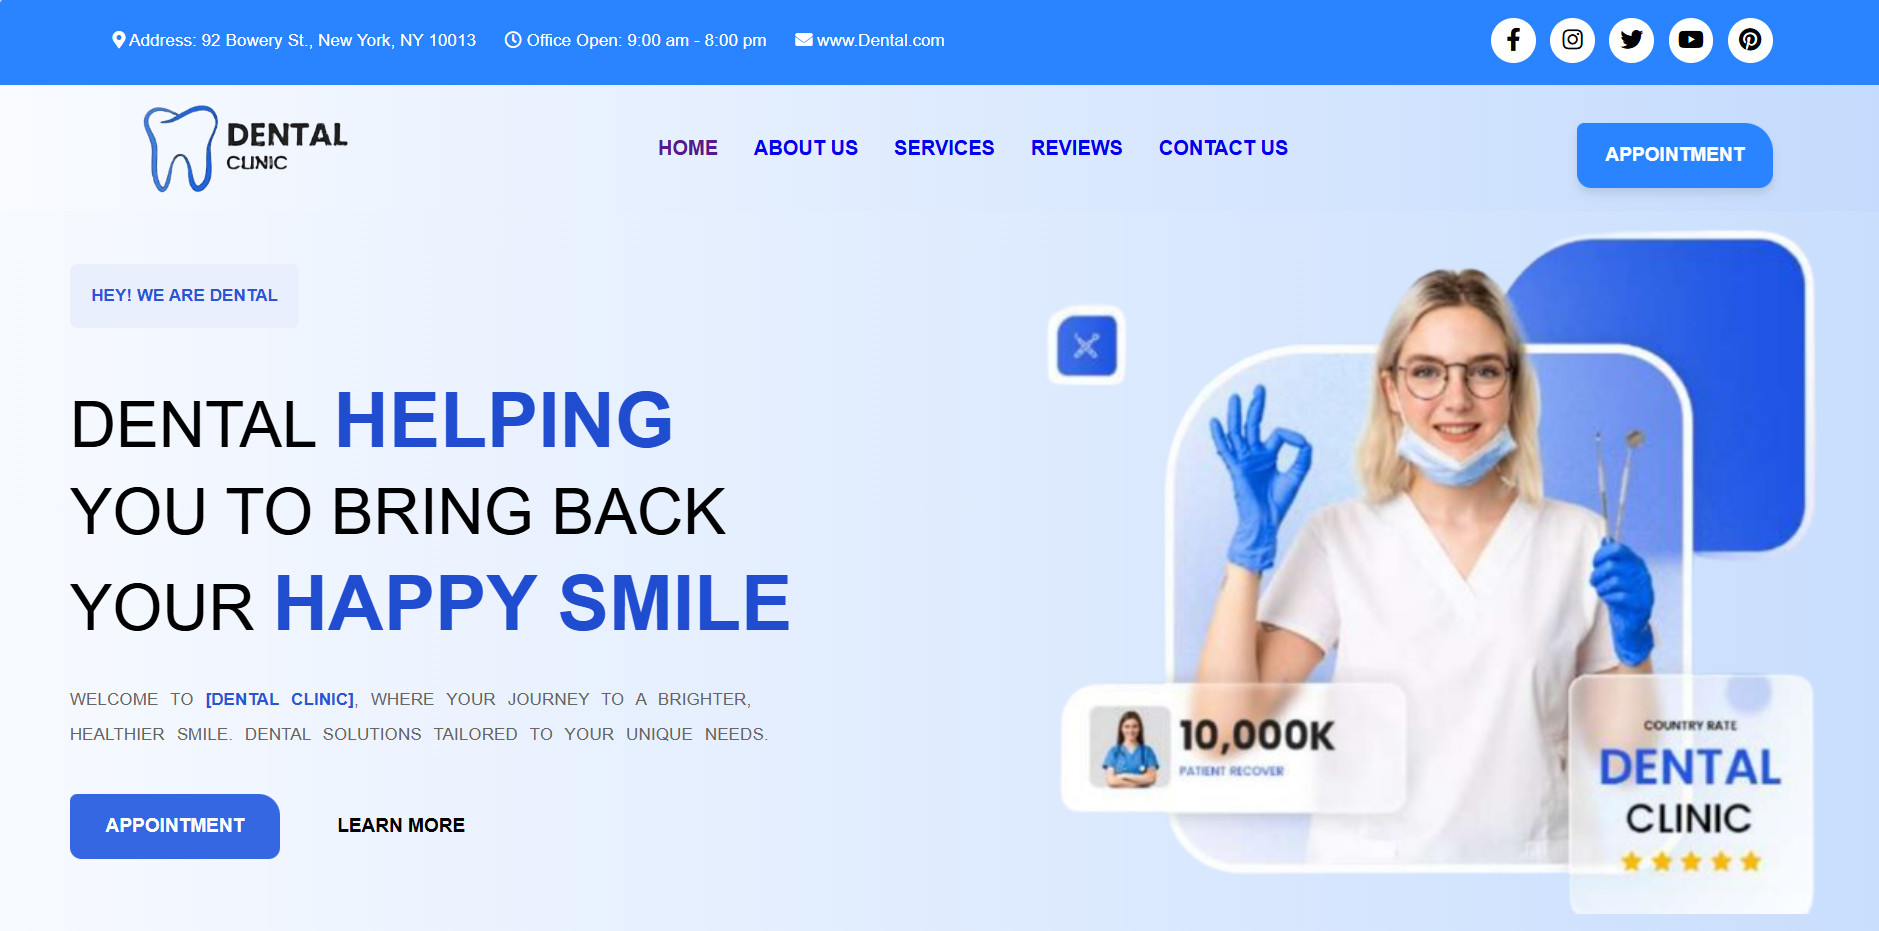 Address: 92 Bowery St., New York, NY 10013
Office Open: 9:00 am - 8:00 pm
www.Dental.com
DENTAL
CLINIC
HOME
ABOUT US
SERVICES
REVIEWS
CONTACT US
APPOINTMENT
HEY! WE ARE DENTAL
DENTAL HELPING
YOU TO BRING BACK
YOUR HAPPY SMILE
WELCOME TO [DENTAL CLINIC], WHERE YOUR JOURNEY TO A BRIGHTER,
HEALTHIER SMILE. DENTAL SOLUTIONS TAILORED TO YOUR UNIQUE NEEDS.
APPOINTMENT
LEARN MORE
10,000K
PATIENT RECOVER
COUNTRY RATE
DENTAL
CLINIC